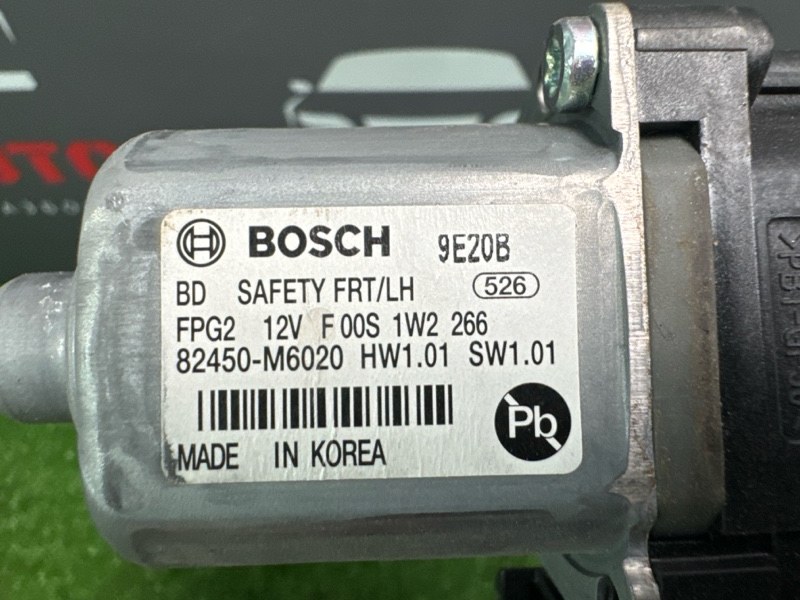 BOSCH 9E20B
BD SAFETY FRT/LH 526
FPG2 12V F 00S 1W2 266
82450-M6020 HW1.01 SW1.01
Pb
MADE IN KOREA